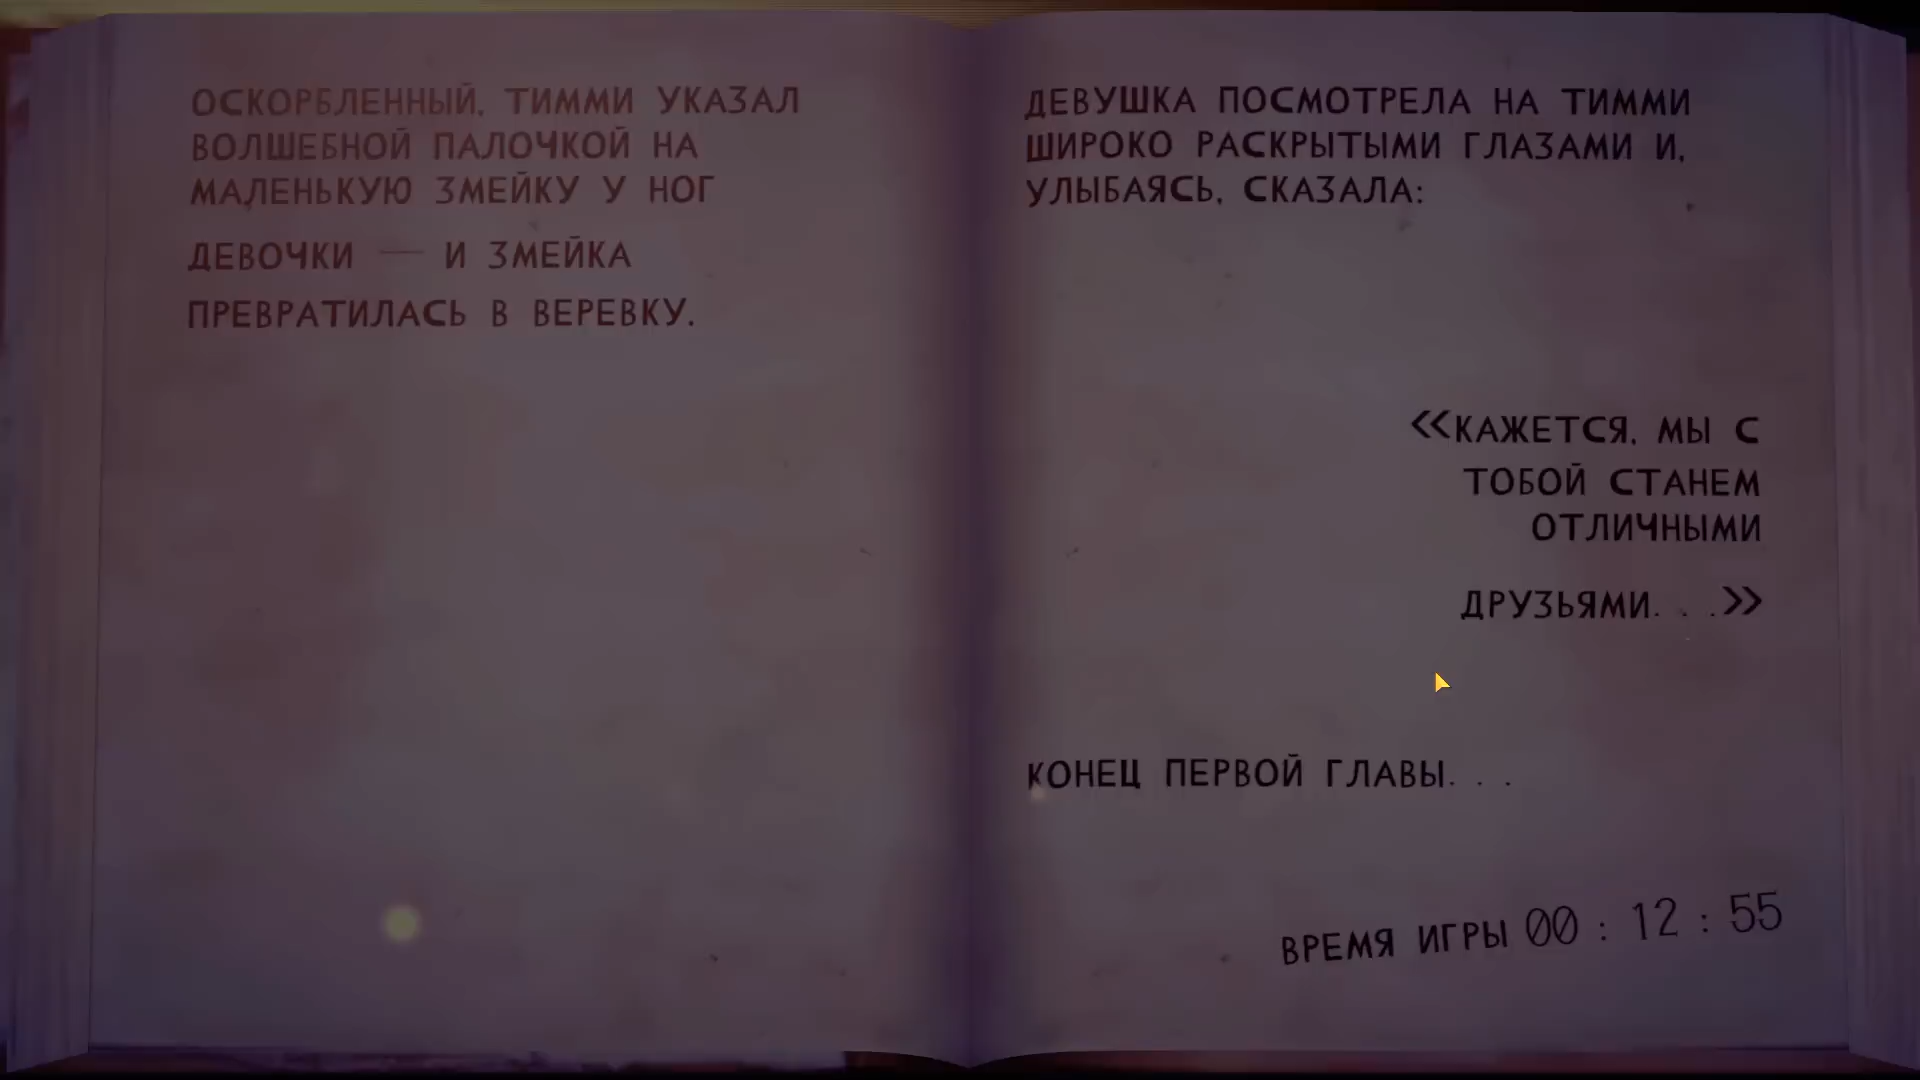 ОСКОРБЛЕННЫЙ, ТИММИ УКАЗАЛ
ВОЛШЕБНОЙ ПАЛОЧКОЙ НА
МАЛЕНЬКУЮ ЗМЕЙКУ У НОГ
ДЕВОЧКИ — И ЗМЕЙКА
ПРЕВРАТИЛАСЬ В ВЕРЕВКУ.
ДЕВУШКА ПОСМОТРЕЛА НА ТИММИ
ШИРОКО РАСКРЫТЫМИ ГЛАЗАМИ И,
УЛЫБАЯСЬ, СКАЗАЛА:
«КАЖЕТСЯ, МЫ С
ТОБОЙ СТАНЕМ
ОТЛИЧНЫМИ
ДРУЗЬЯМИ. . .»
КОНЕЦ ПЕРВОЙ ГЛАВЫ. . .
ВРЕМЯ ИГРЫ 00 : 12 : 55